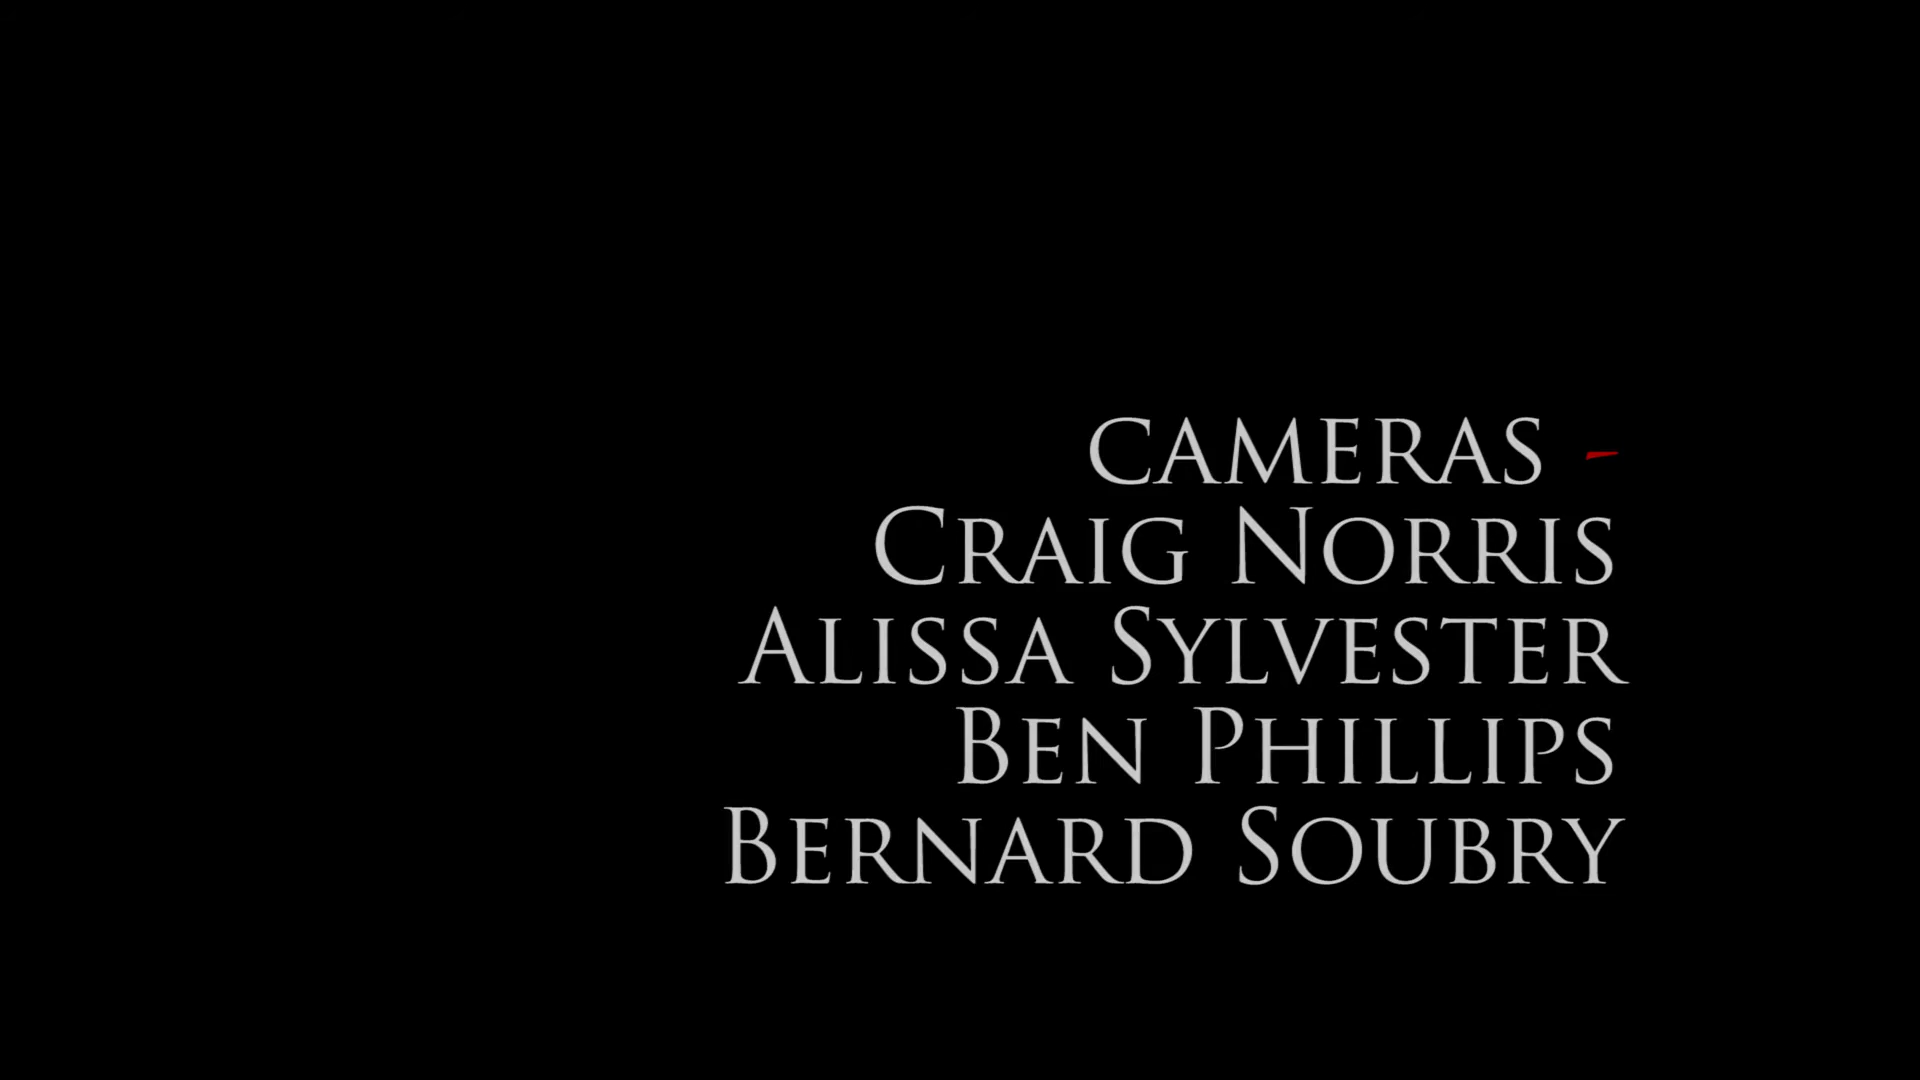 CAMERAS -
CRAIG NORRIS
ALISSA SYLVESTER
BEN PHILLIPS
BERNARD SOUBRY